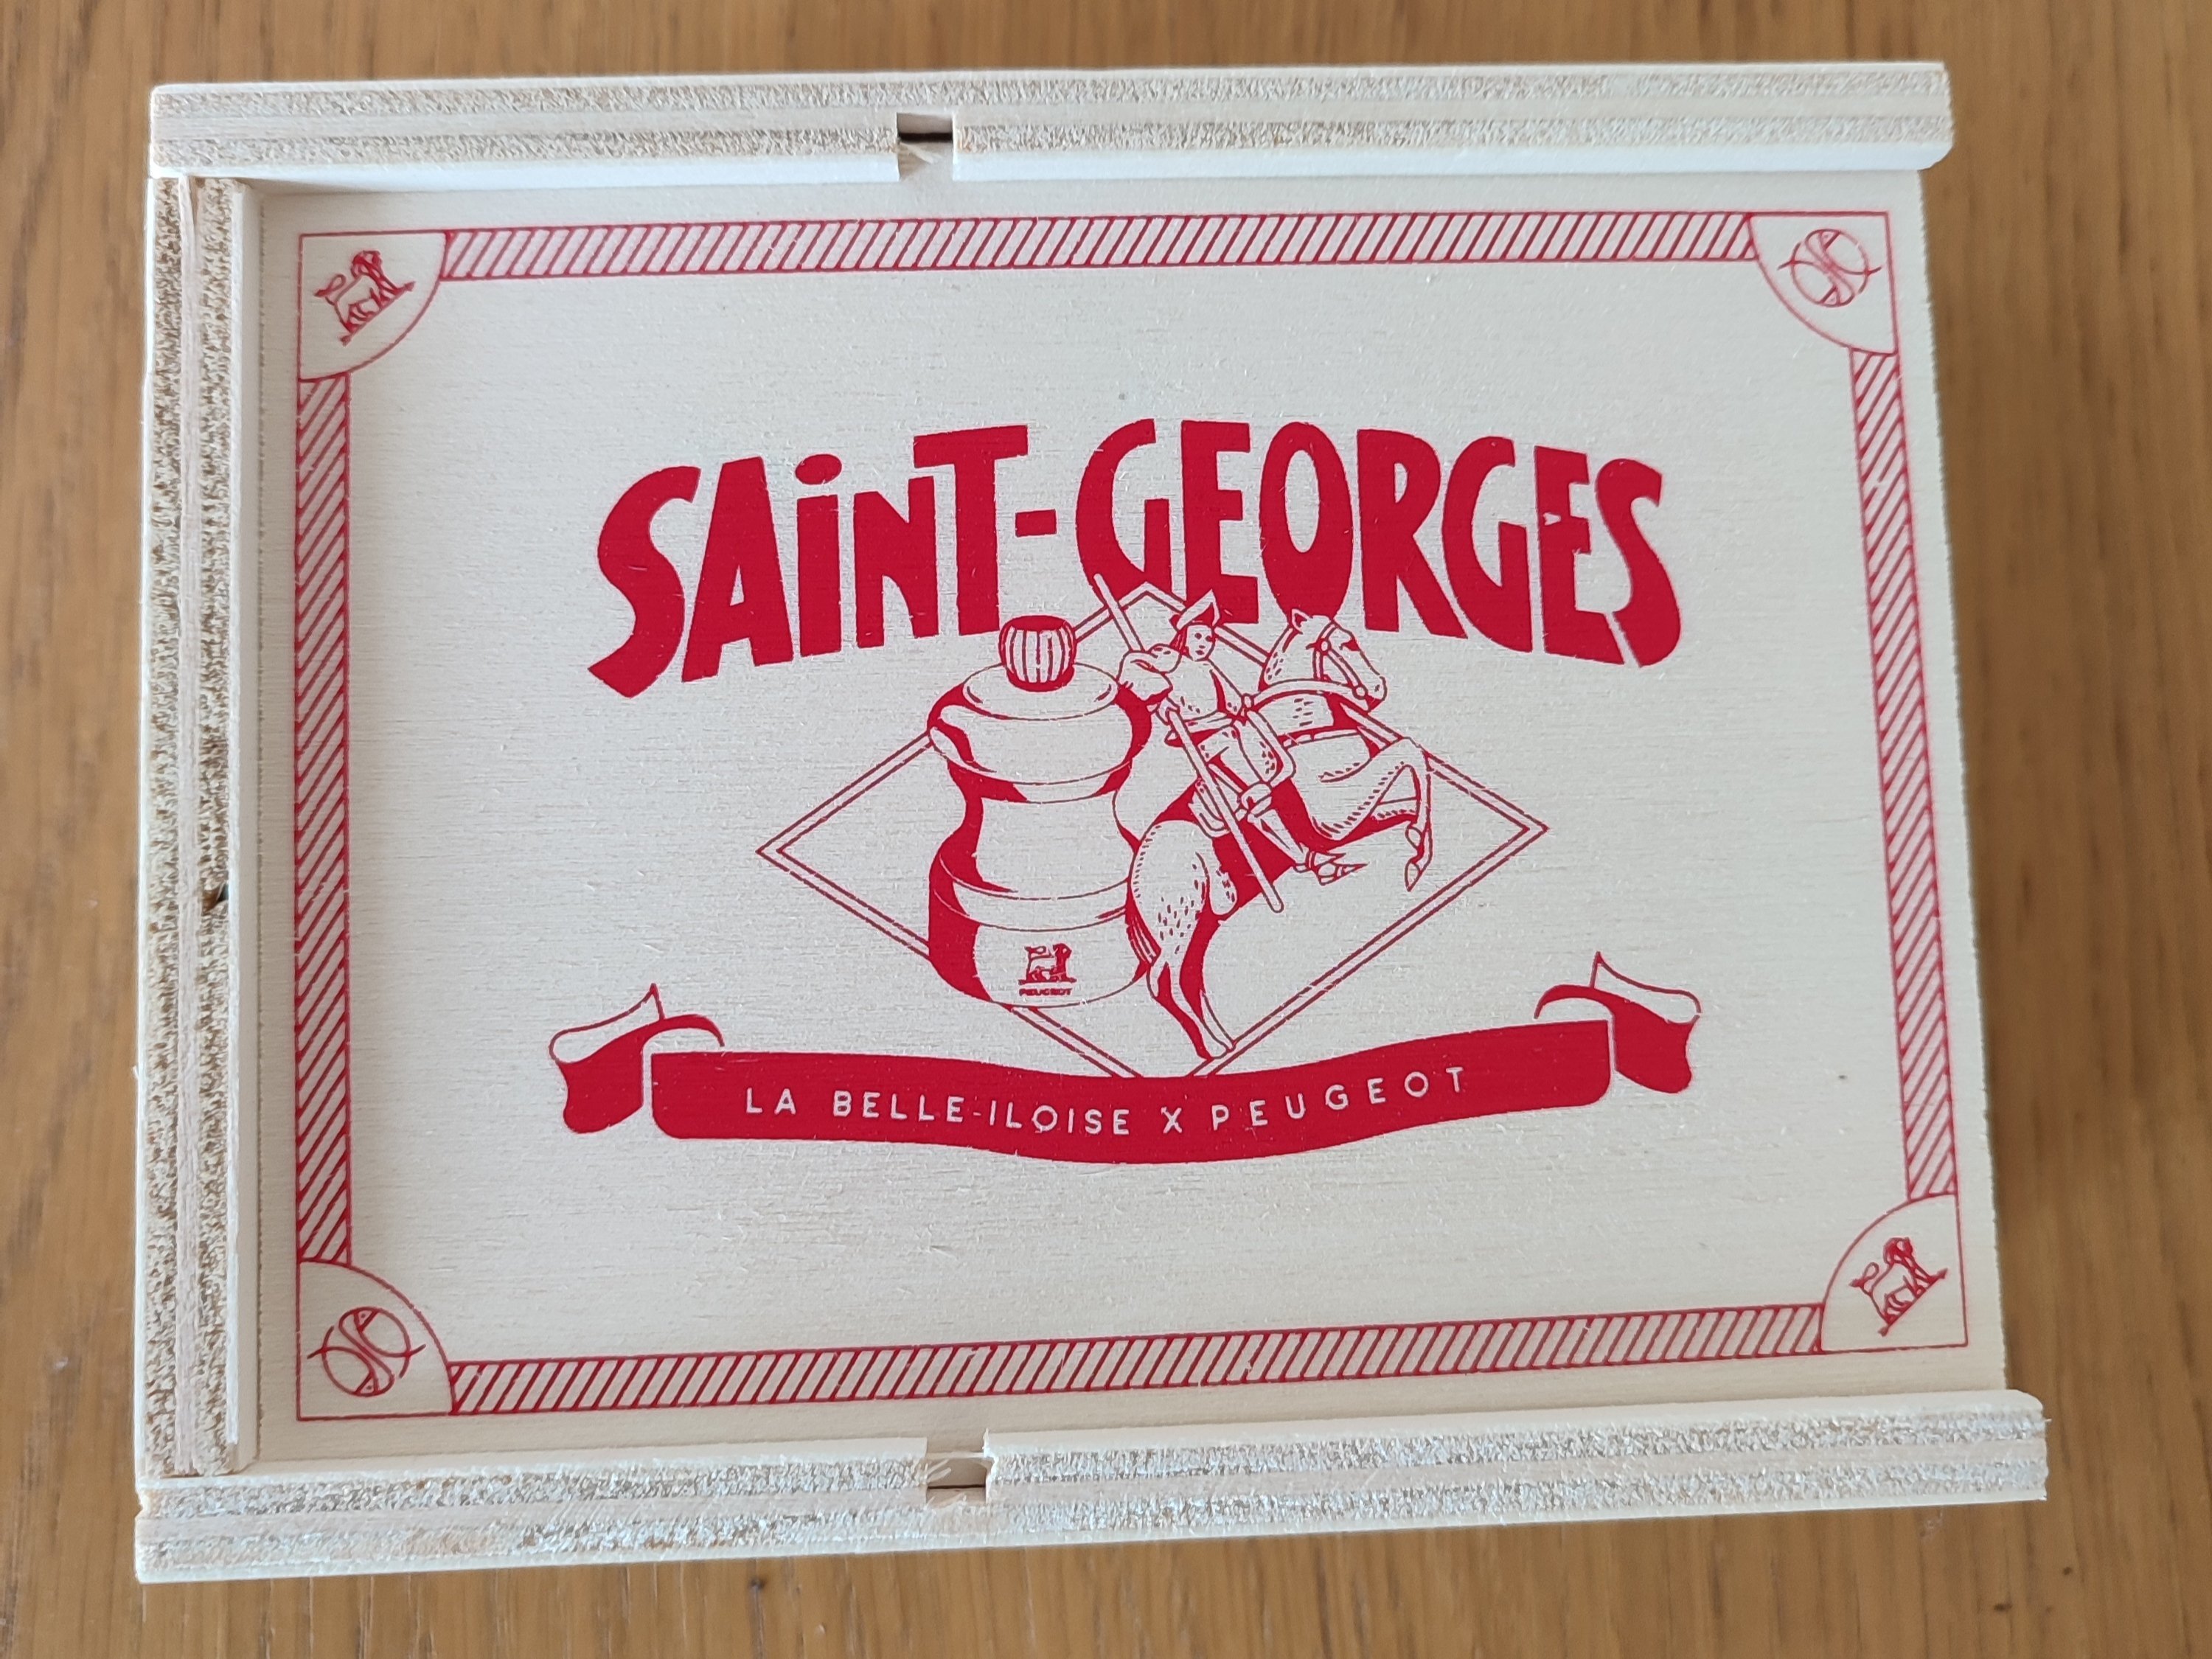 SAiNT-GEORGES
PEUGEOT
LA BELLE-ILOISE X PEUGEOT